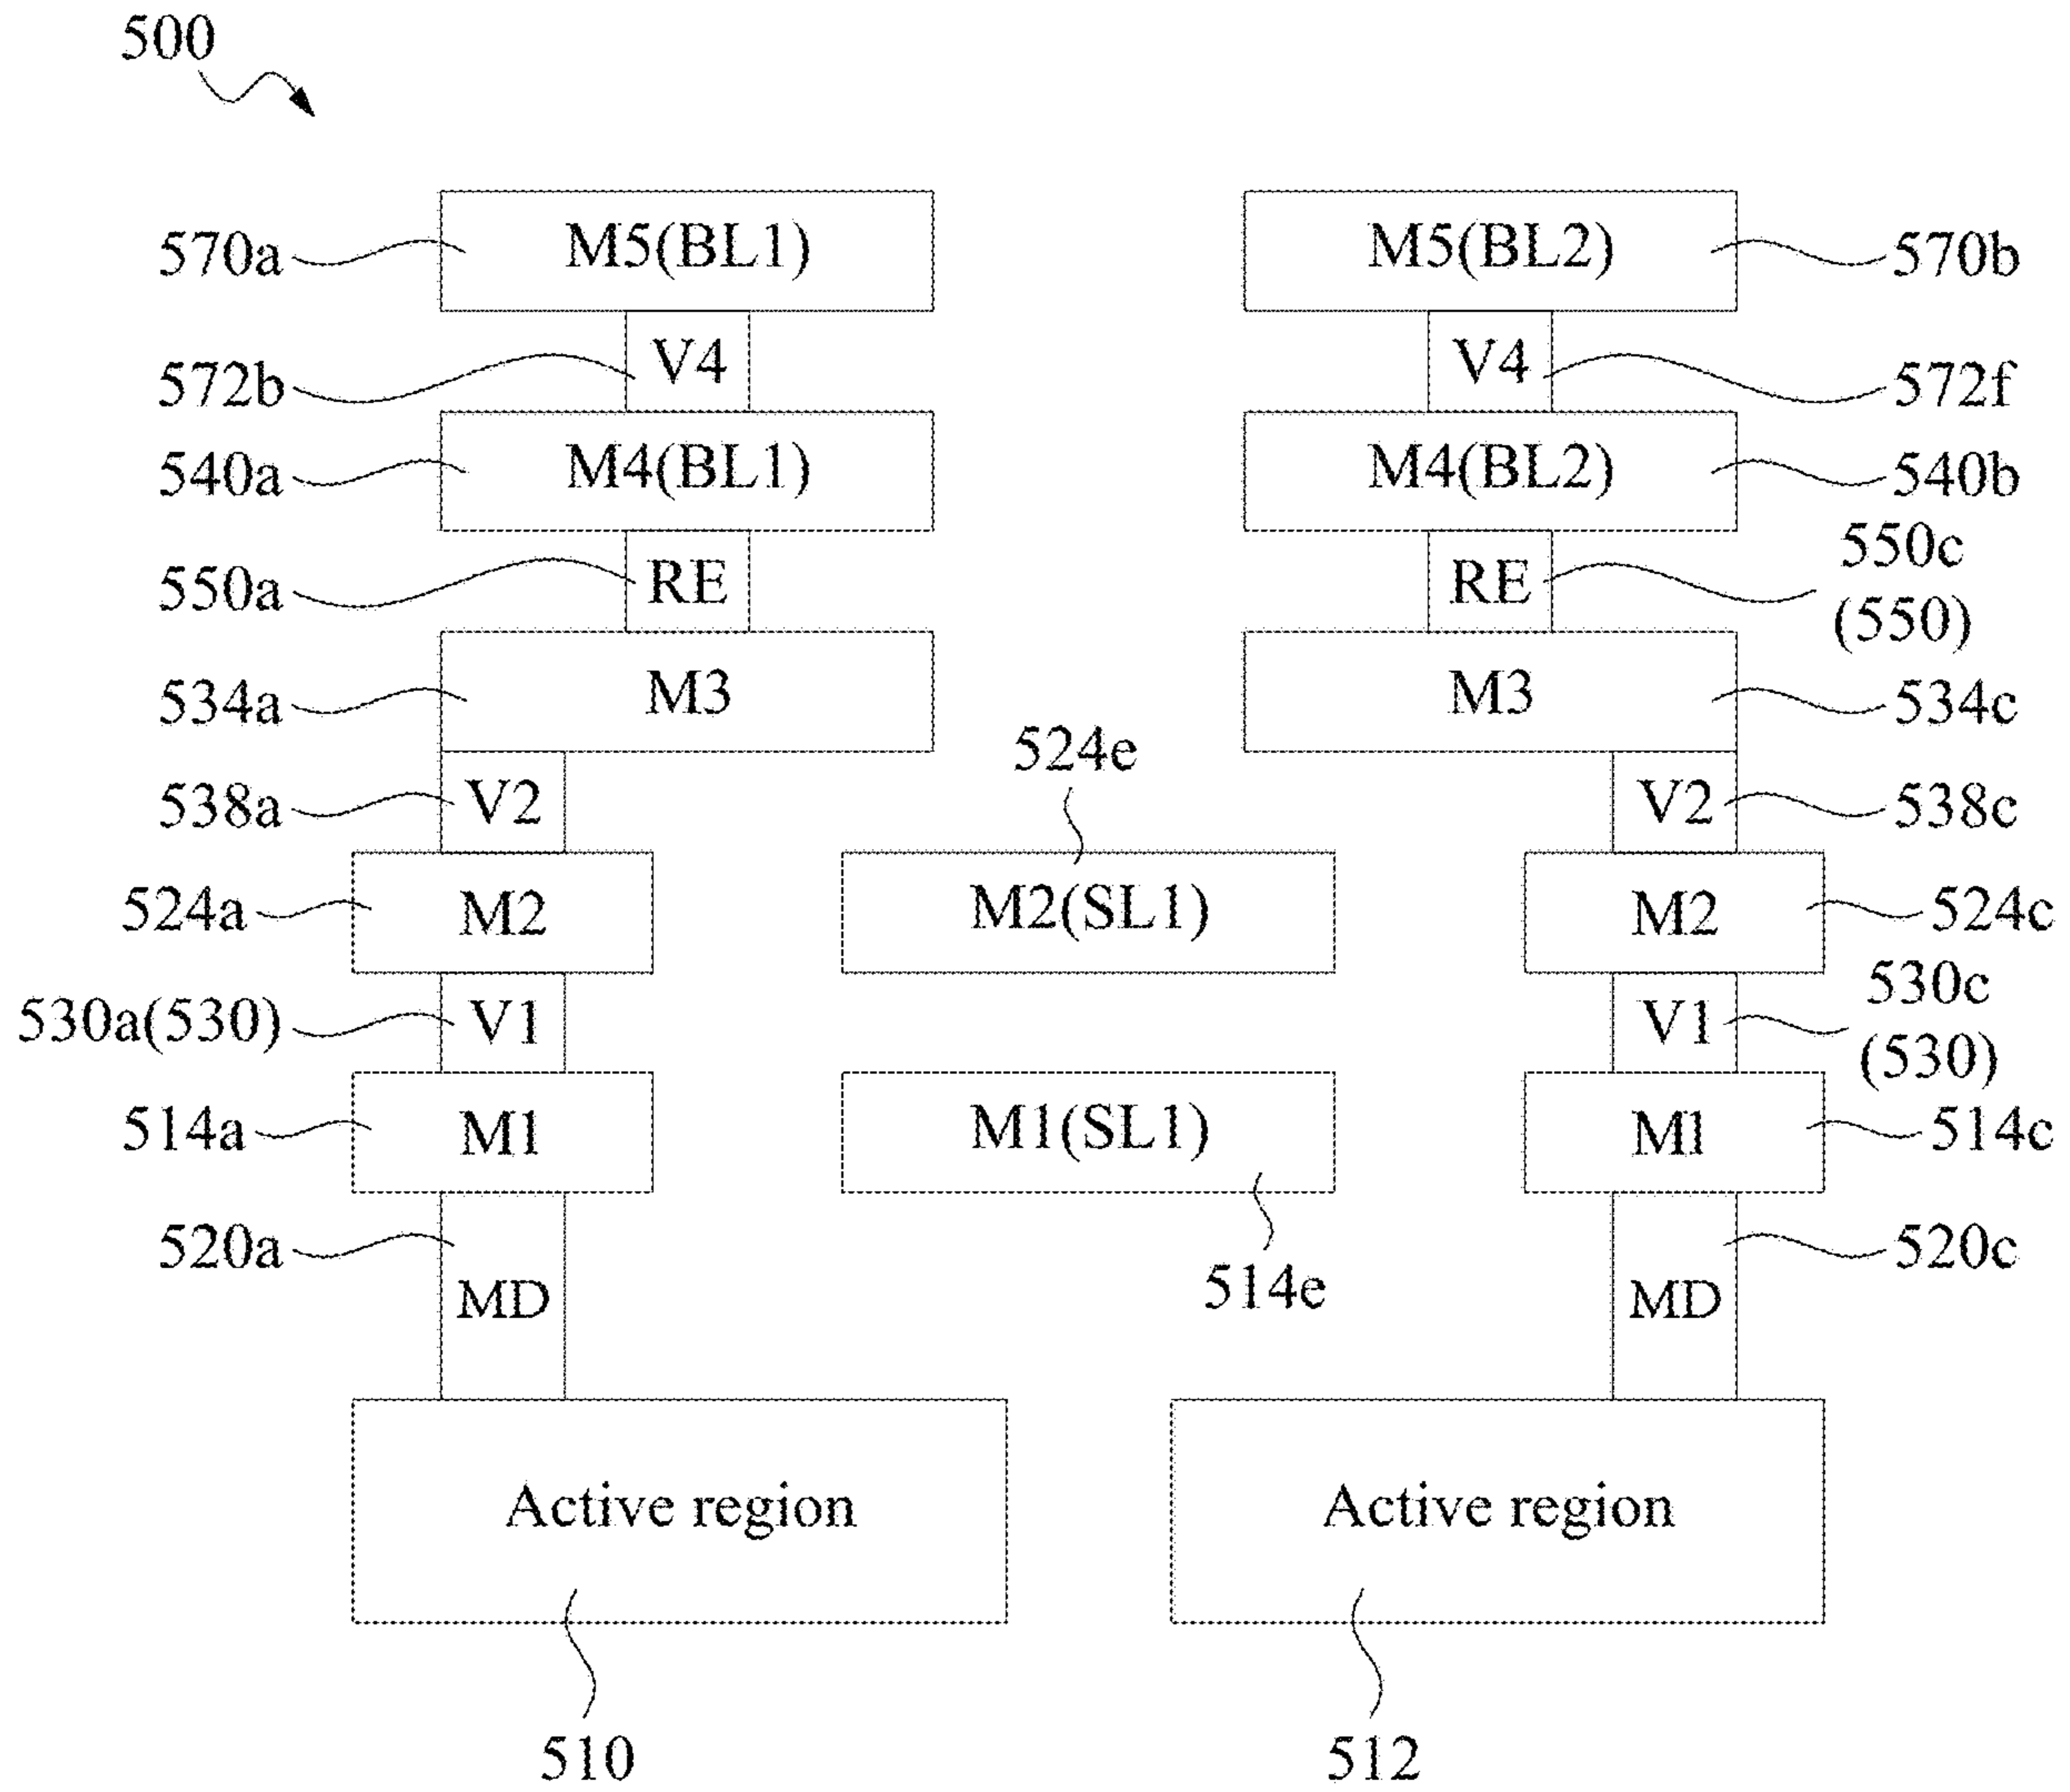 500
570a M5(BL1) M5(BL2) 570b
572b V4 V4 572f
540a M4(BL1) M4(BL2) 540b
550a RE RE 550c
(550)
534a M3 M3 534c
524e
538a V2 V2 538c
524a M2 M2(SL1) M2 524c
530a(530) V1 V1 530c
(530)
514a M1 M1(SL1) M1 514c
520a 520c
514e
MD MD
Active region Active region
510 512